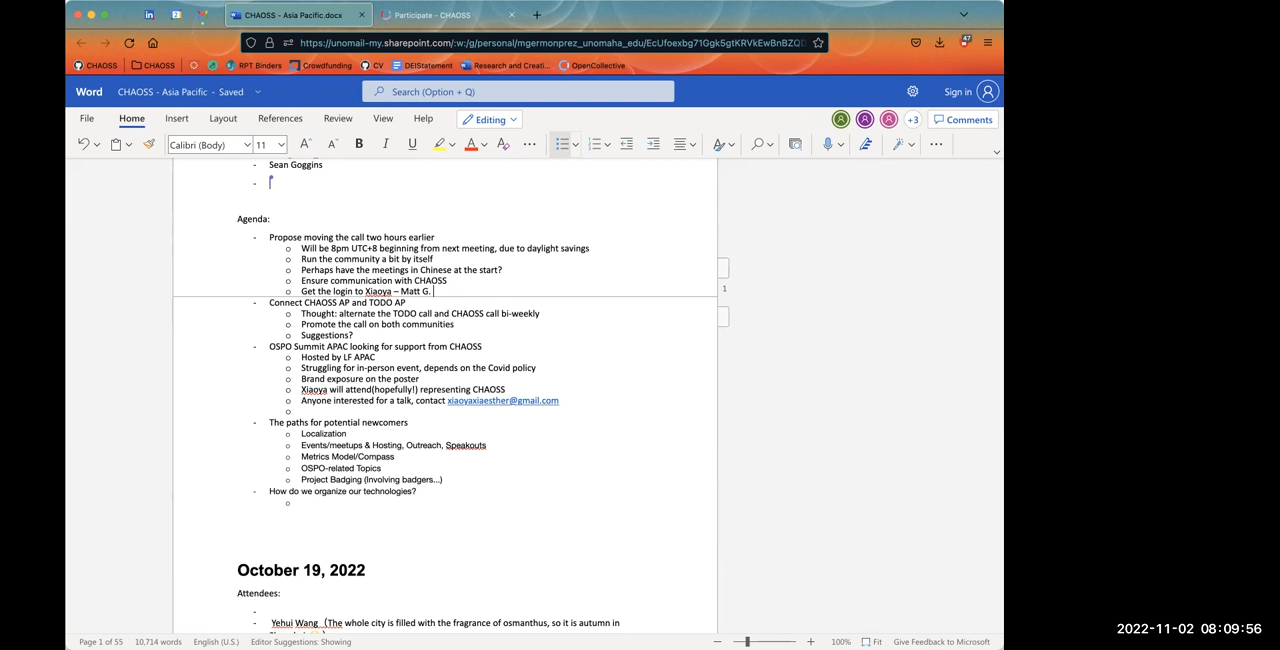 CHAOSS - Asia Pacific.docx
Participate - CHAOSS
https://unomail-my.sharepoint.com/:w:/g/personal/mgermonprez_unomaha_edu/EcUfoexbg71Ggk5gtKRVkEwBnBZQD
47
CHAOSS
CHAOSS
RPT Binders
Crowdfunding
CV
DEIStatement
Research and Creati...
OpenCollective
Word
CHAOSS - Asia Pacific - Saved
Search (Option + Q)
Sign in
File Home Insert Layout References Review View Help
Editing
+3
Comments
Calibri (Body) 11
- Sean Goggins
-
Agenda:
- Propose moving the call two hours earlier
o Will be 8pm UTC+8 beginning from next meeting, due to daylight savings
o Run the community a bit by itself
o Perhaps have the meetings in Chinese at the start?
o Ensure communication with CHAOSS
o Get the login to Xiaoya – Matt G.
- Connect CHAOSS AP and TODO AP
o Thought: alternate the TODO call and CHAOSS call bi-weekly
o Promote the call on both communities
o Suggestions?
- OSPO Summit APAC looking for support from CHAOSS
o Hosted by LF APAC
o Struggling for in-person event, depends on the Covid policy
o Brand exposure on the poster
o Xiaoya will attend(hopefully!) representing CHAOSS
o Anyone interested for a talk, contact xiaoyaxiaesther@gmail.com
o
- The paths for potential newcomers
o Localization
o Events/meetups & Hosting, Outreach, Speakouts
o Metrics Model/Compass
o OSPO-related Topics
o Project Badging (Involving badgers...)
- How do we organize our technologies?
o
1
October 19, 2022
Attendees:
-
- Yehui Wang（The whole city is filled with the fragrance of osmanthus, so it is autumn in
Page 1 of 55 10,714 words English (U.S.) Editor Suggestions: Showing
100% Fit Give Feedback to Microsoft
2022-11-02 08:09:56